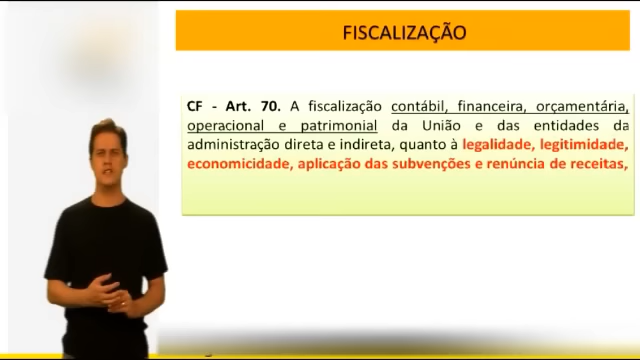 FISCALIZAÇÃO
CF - Art. 70. A fiscalização contábil, financeira, orçamentária,
operacional e patrimonial da União e das entidades da
administração direta e indireta, quanto à legalidade, legitimidade,
economicidade, aplicação das subvenções e renúncia de receitas,